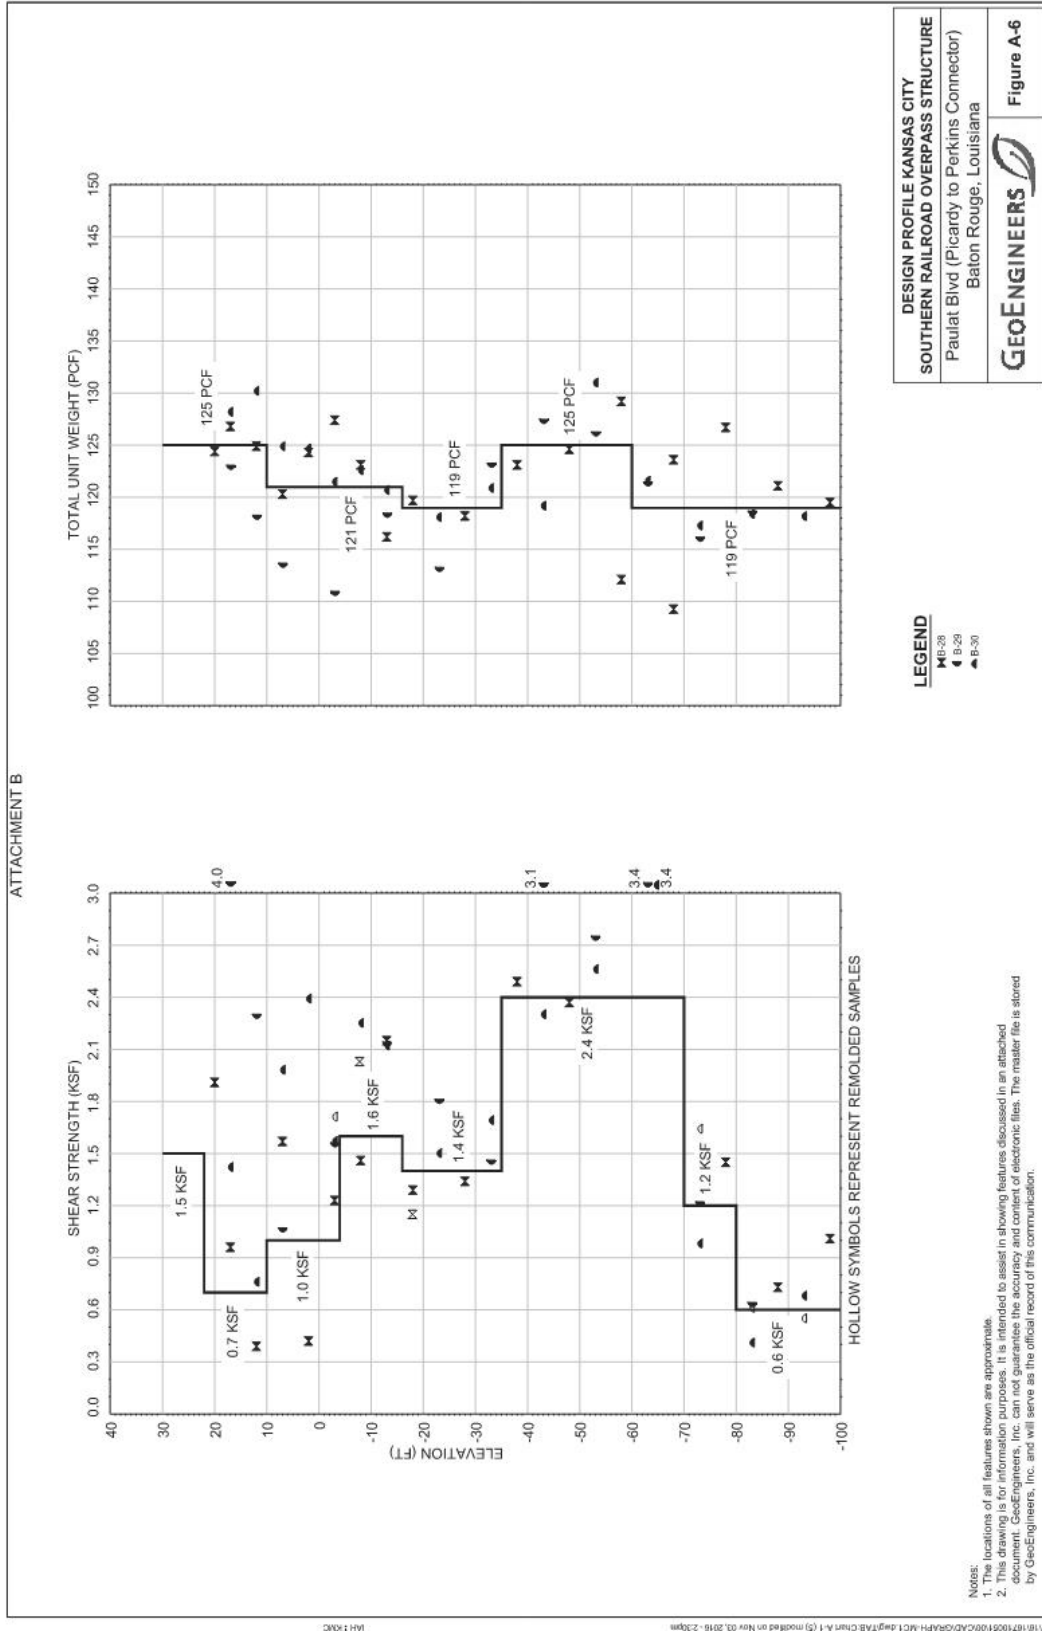 ATTACHMENT B
SHEAR STRENGTH (KSF)
0.0 0.3 0.6 0.9 1.2 1.5 1.8 2.1 2.4 2.7 3.0
40
30
20
10
0
-10
-20
-30
-40
-50
-60
-70
-80
-90
-100
ELEVATION (FT)
1.5 KSF
0.7 KSF
1.0 KSF
1.6 KSF
1.4 KSF
2.4 KSF
1.2 KSF
0.6 KSF
4.0
3.1
3.4
3.4
HOLLOW SYMBOLS REPRESENT REMOLDED SAMPLES
TOTAL UNIT WEIGHT (PCF)
100 105 110 115 120 125 130 135 140 145 150
125 PCF
121 PCF
119 PCF
125 PCF
119 PCF
LEGEND
B-28
B-29
B-30
Notes:
1. The locations of all features shown are approximate.
2. This drawing is for information purposes. It is intended to assist in showing features discussed in an attached
document. GeoEngineers, Inc. can not guarantee the accuracy and content of electronic files. The master file is stored
by GeoEngineers, Inc. and will serve as the official record of this communication.
DESIGN PROFILE KANSAS CITY
SOUTHERN RAILROAD OVERPASS STRUCTURE
Paulat Blvd (Picardy to Perkins Connector)
Baton Rouge, Louisiana
GEOENGINEERS
Figure A-6